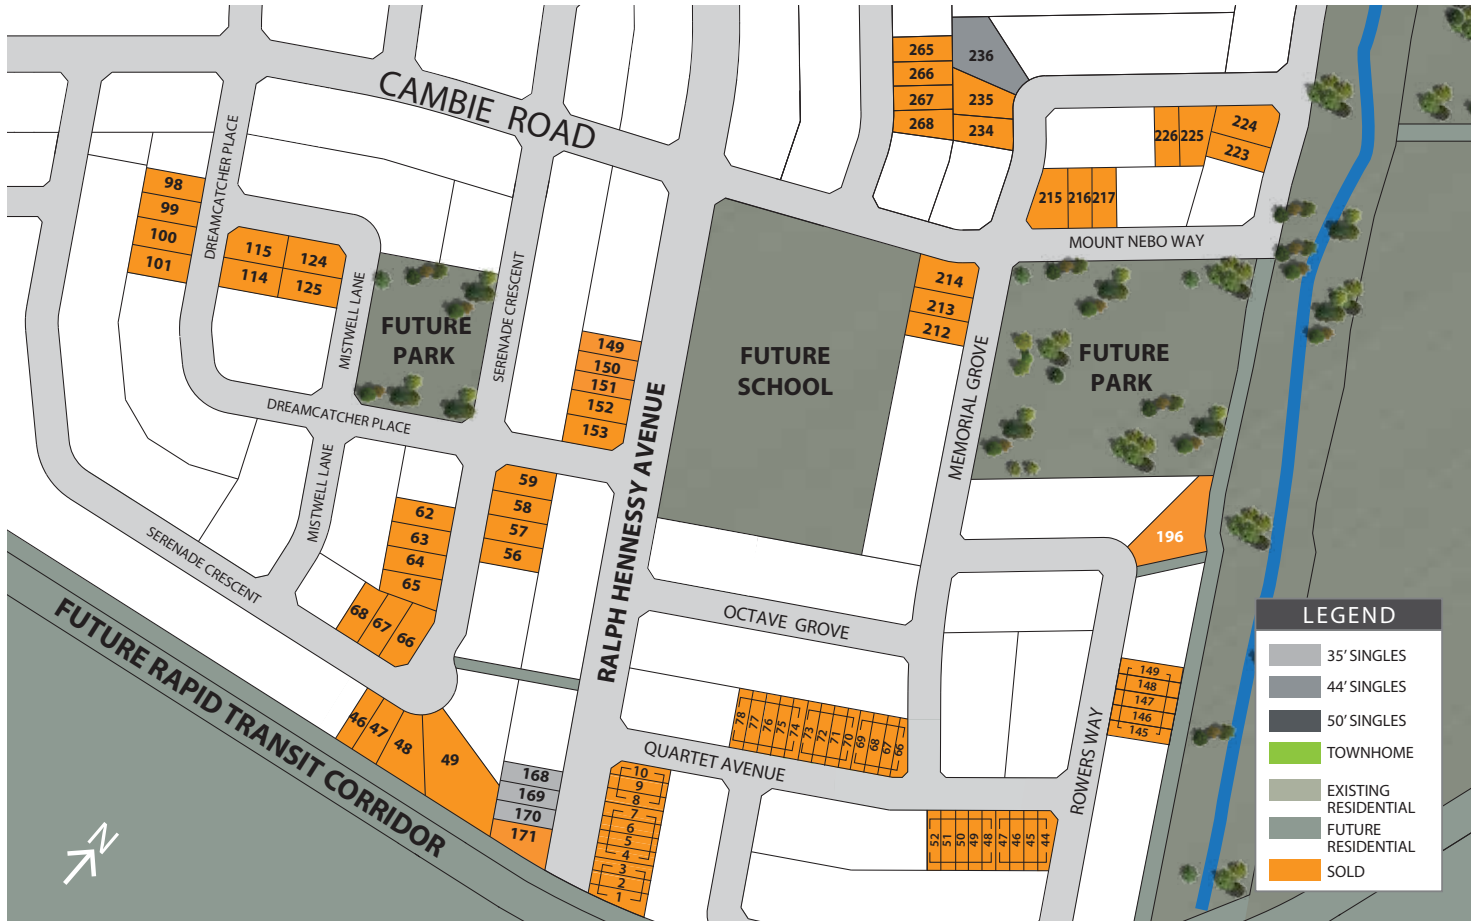 CAMBIE ROAD
265
266
267
268
236
235
234
226
225
224
223
215
216
217
MOUNT NEBO WAY
DREAMCATCHER PLACE
98
99
100
101
115
124
114
125
MISTWELL LANE
FUTURE
PARK
SERENADE CRESCENT
149
150
151
152
153
FUTURE
SCHOOL
214
213
212
MEMORIAL GROVE
FUTURE
PARK
DREAMCATCHER PLACE
MISTWELL LANE
RALPH HENNESSY AVENUE
59
58
57
56
62
63
64
65
68
67
66
SERENADE CRESCENT
196
OCTAVE GROVE
FUTURE RAPID TRANSIT CORRIDOR
46
47
48
49
168
169
170
171
QUARTET AVENUE
78
77
76
75
74
73
72
71
70
69
68
67
66
10
9
8
7
6
5
4
3
2
1
52
51
50
49
48
47
46
45
44
ROWERS WAY
149
148
147
146
145
N
LEGEND
35' SINGLES
44' SINGLES
50' SINGLES
TOWNHOME
EXISTING
RESIDENTIAL
FUTURE
RESIDENTIAL
SOLD